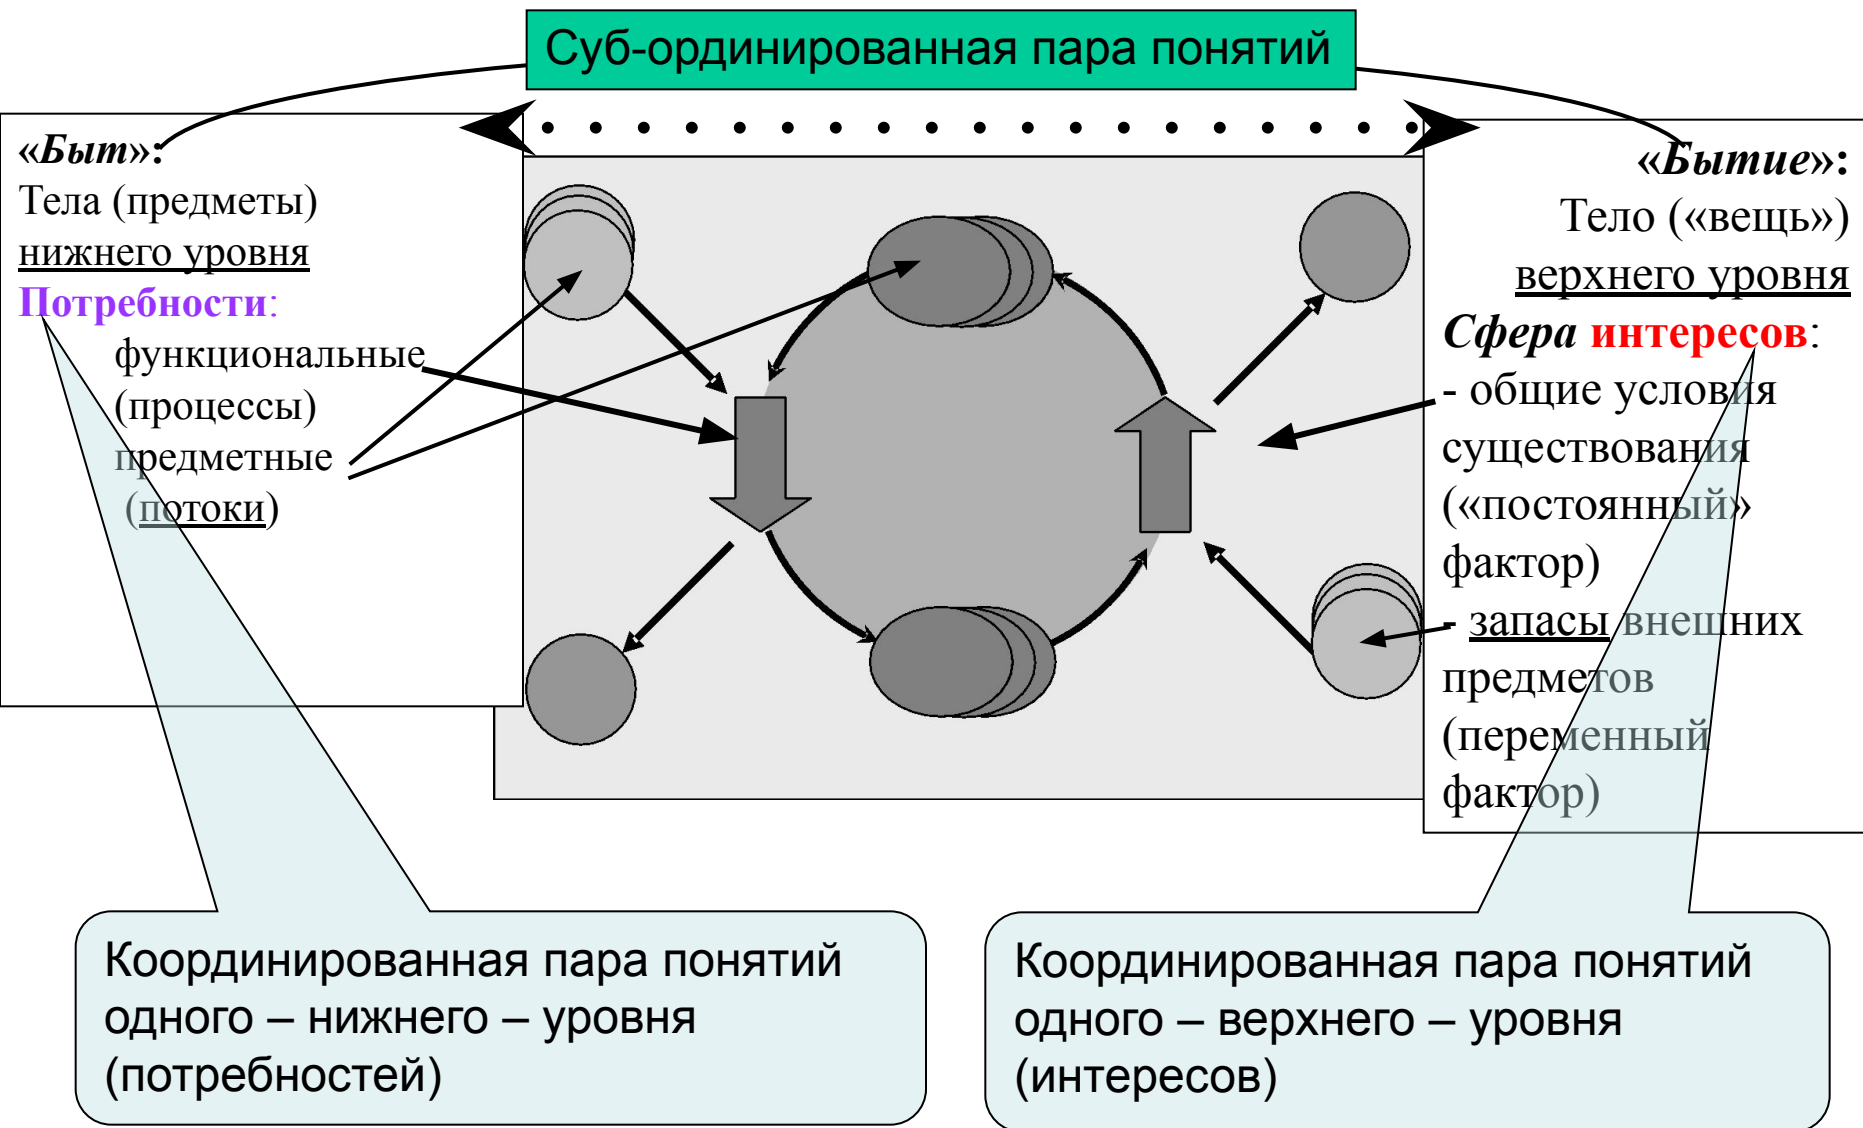 Суб-ординированная пара понятий
«Быт»:
Тела (предметы)
нижнего уровня
Потребности:
функциональные
(процессы)
предметные
(потоки)
«Бытие»:
Тело («вещь»)
верхнего уровня
Сфера интересов:
- общие условия
существования
(«постоянный»
фактор)
- запасы внешних
предметов
(переменный
фактор)
Координированная пара понятий
одного – нижнего – уровня
(потребностей)
Координированная пара понятий
одного – верхнего – уровня
(интересов)